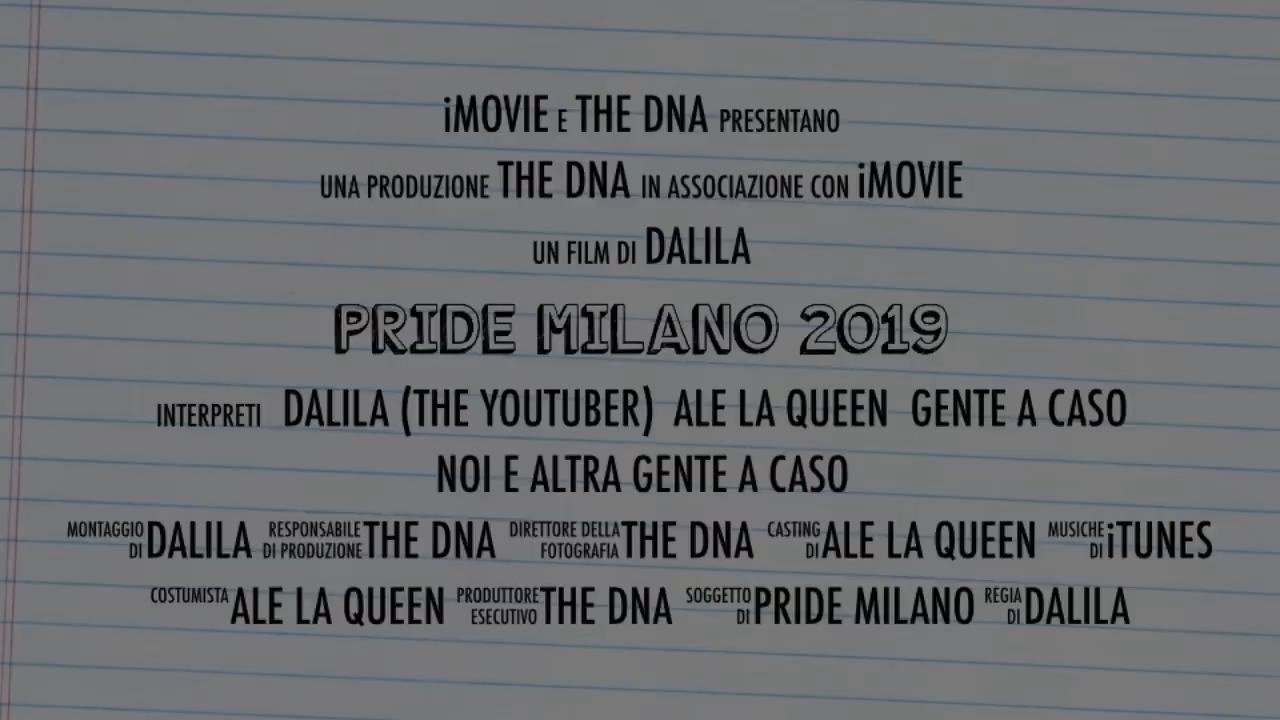 iMOVIE E THE DNA PRESENTANO
UNA PRODUZIONE THE DNA IN ASSOCIAZIONE CON iMOVIE
UN FILM DI DALILA
PRIDE MILANO 2019
INTERPRETI DALILA (THE YOUTUBER) ALE LA QUEEN GENTE A CASO
NOI E ALTRA GENTE A CASO
MONTAGGIO DI DALILA RESPONSABILE DI PRODUZIONE THE DNA DIRETTORE DELLA FOTOGRAFIA THE DNA CASTING DI ALE LA QUEEN MUSICHE DI iTUNES
COSTUMISTA ALE LA QUEEN PRODUTTORE ESECUTIVO THE DNA SOGGETTO DI PRIDE MILANO REGIA DI DALILA